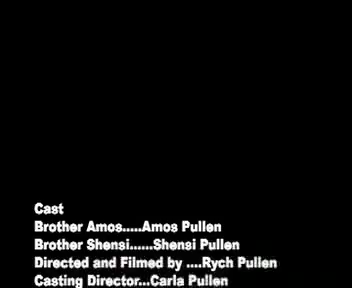 Cast
Brother Amos.....Amos Pullen
Brother Shensi......Shensi Pullen
Directed and Filmed by ....Rych Pullen
Casting Director...Carla Pullen